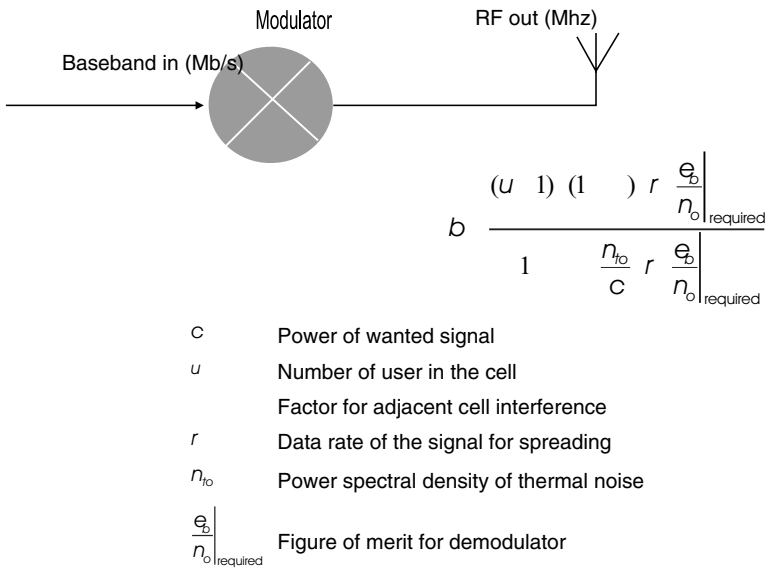 Modulator
RF out (Mhz)
Baseband in (Mb/s)
b (u 1) (1 ) r e_b/n_o|required
1 n_to/c r e_b/n_o|required
c Power of wanted signal
u Number of user in the cell
Factor for adjacent cell interference
r Data rate of the signal for spreading
n_to Power spectral density of thermal noise
e_b/n_o|required Figure of merit for demodulator